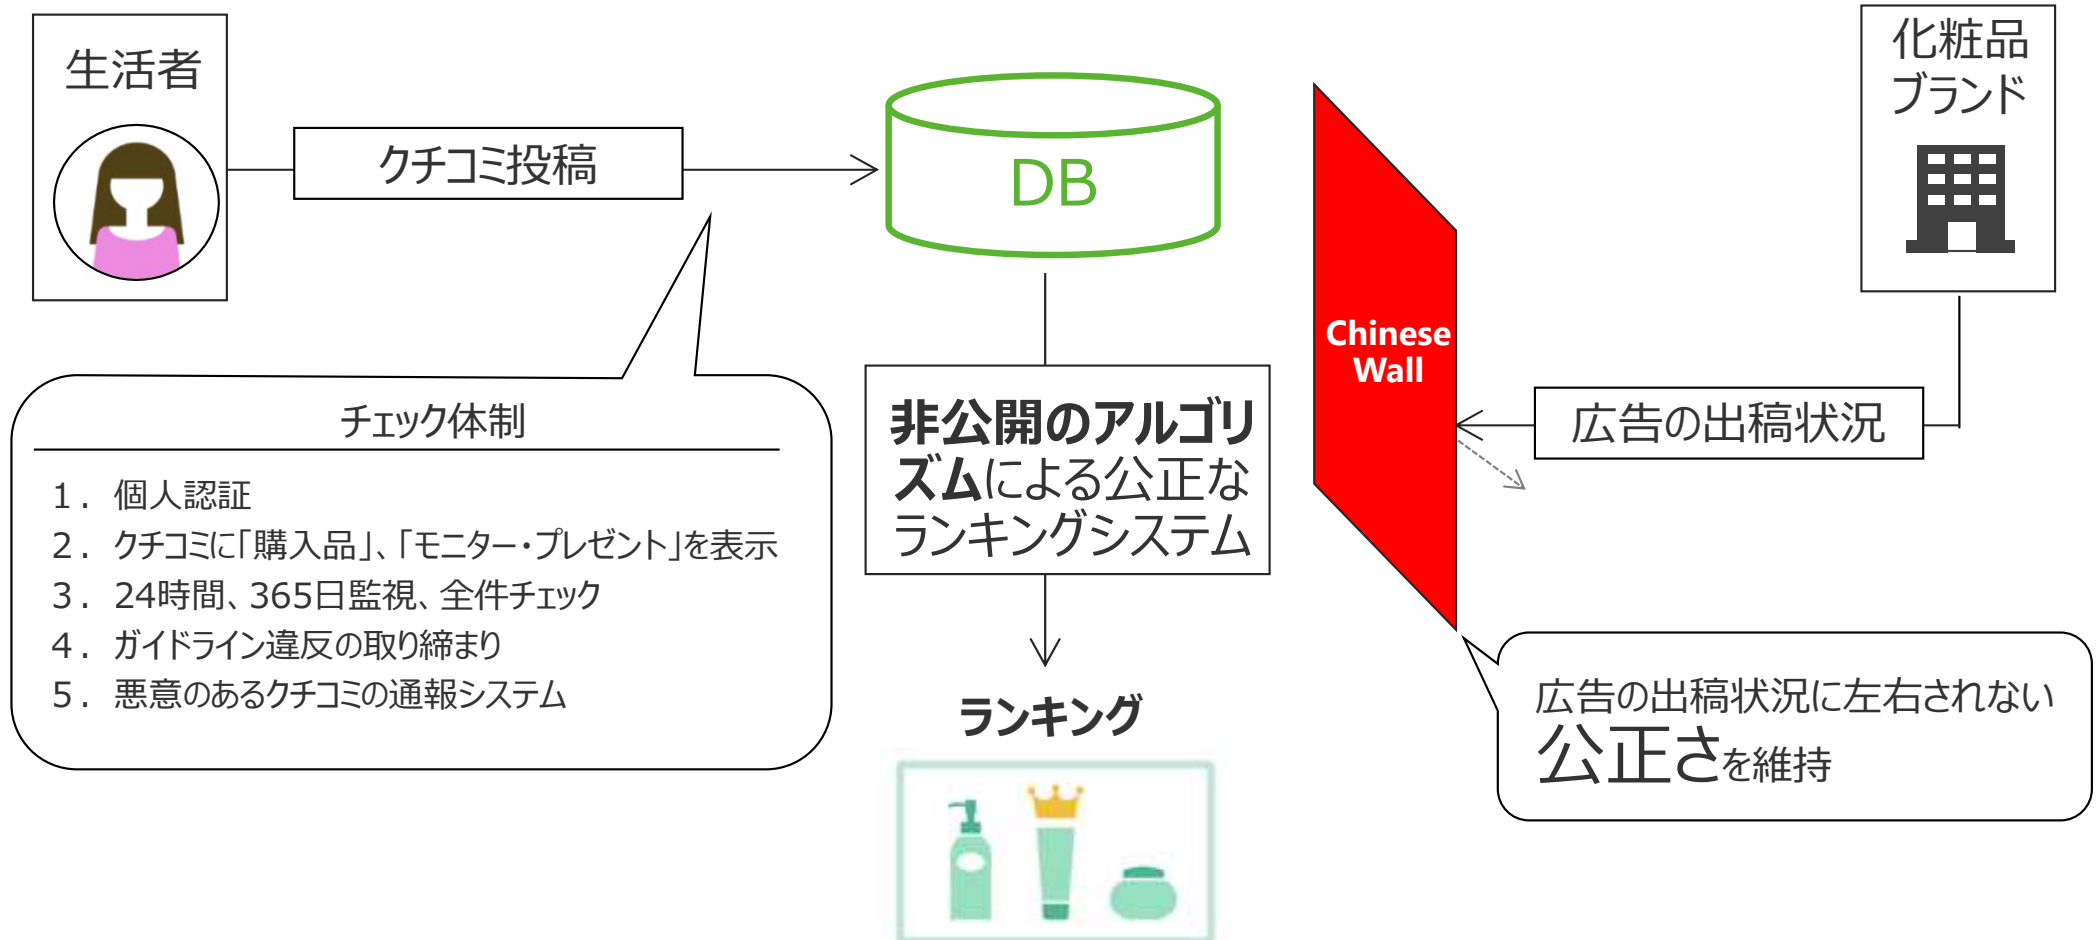 生活者
クチコミ投稿
DB
化粧品
ブランド
Chinese
Wall
広告の出稿状況
チェック体制
1. 個人認証
2. クチコミに「購入品」、「モニター・プレゼント」を表示
3. 24時間、365日監視、全件チェック
4. ガイドライン違反の取り締まり
5. 悪意のあるクチコミの通報システム
非公開のアルゴリ
ズムによる公正な
ランキングシステム
ランキング
広告の出稿状況に左右されない
公正さを維持